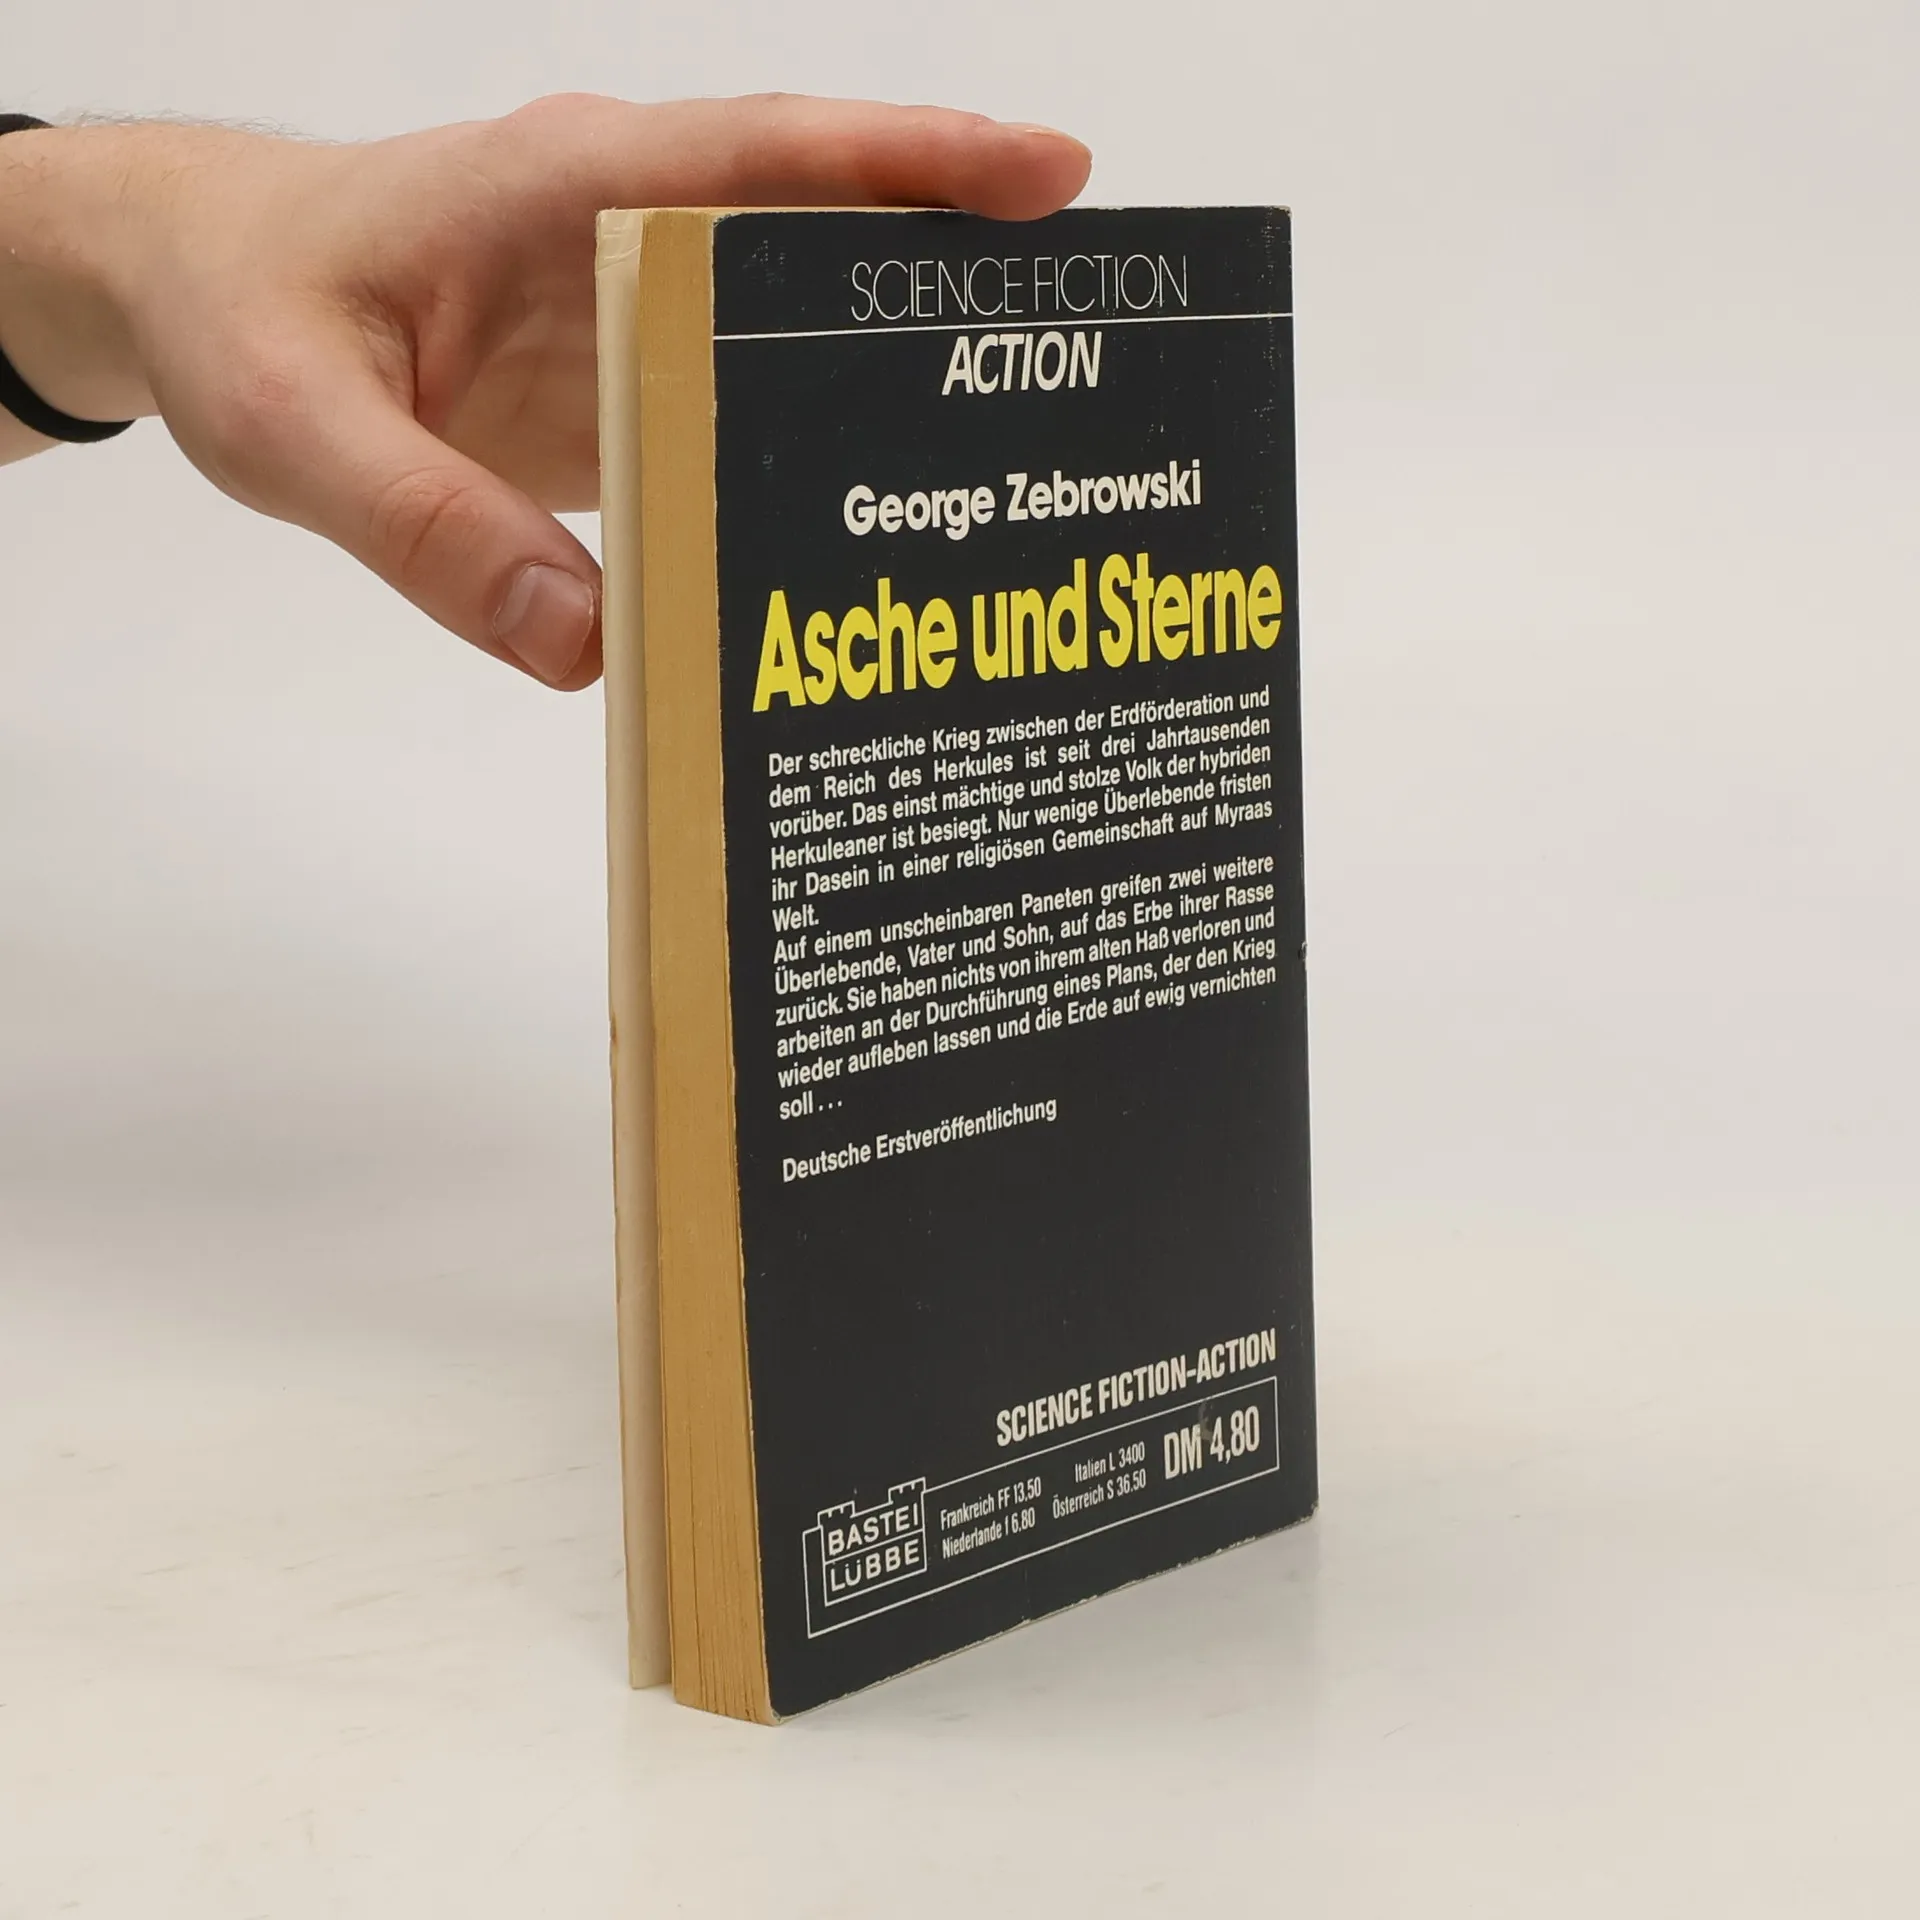 SCIENCE FICTION
ACTION
George Zebrowski
Asche und Sterne
Der schreckliche Krieg zwischen der Erdförderation und
dem Reich des Herkules ist seit drei Jahrtausenden
vorüber. Das einst mächtige und stolze Volk der hybriden
Herkuleaner ist besiegt. Nur wenige Überlebende fristen
ihr Dasein in einer religiösen Gemeinschaft auf Myraas
Welt.
Auf einem unscheinbaren Paneten greifen zwei weitere
Überlebende, Vater und Sohn, auf das Erbe ihrer Rasse
zurück. Sie haben nichts von ihrem alten Haß verloren und
arbeiten an der Durchführung eines Plans, der den Krieg
wieder aufleben lassen und die Erde auf ewig vernichten
soll...
Deutsche Erstveröffentlichung
SCIENCE FICTION-ACTION
BASTEI
LÜBBE
Frankreich FF 13.50
Niederlande f 6.80
Italien L 3400
Österreich S 36.50
DM 4,80